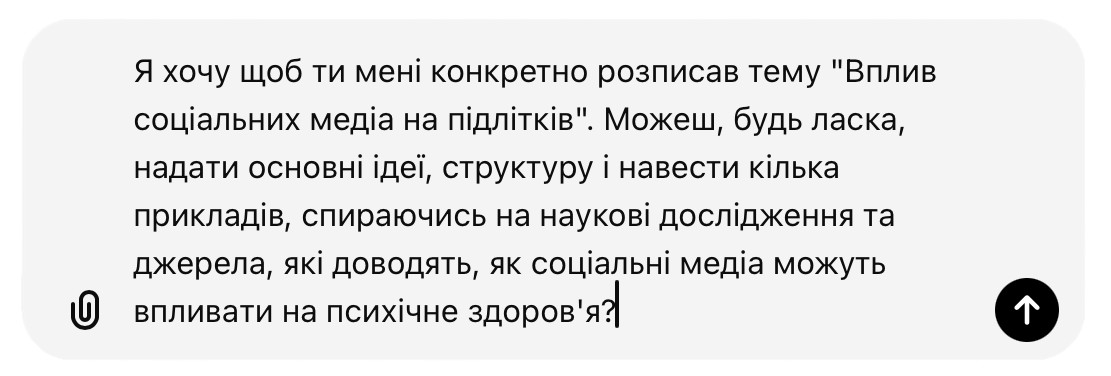 Я хочу щоб ти мені конкретно розписав тему "Вплив
соціальних медіа на підлітків". Можеш, будь ласка,
надати основні ідеї, структуру і навести кілька
прикладів, спираючись на наукові дослідження та
джерела, які доводять, як соціальні медіа можуть
впливати на психічне здоров'я?